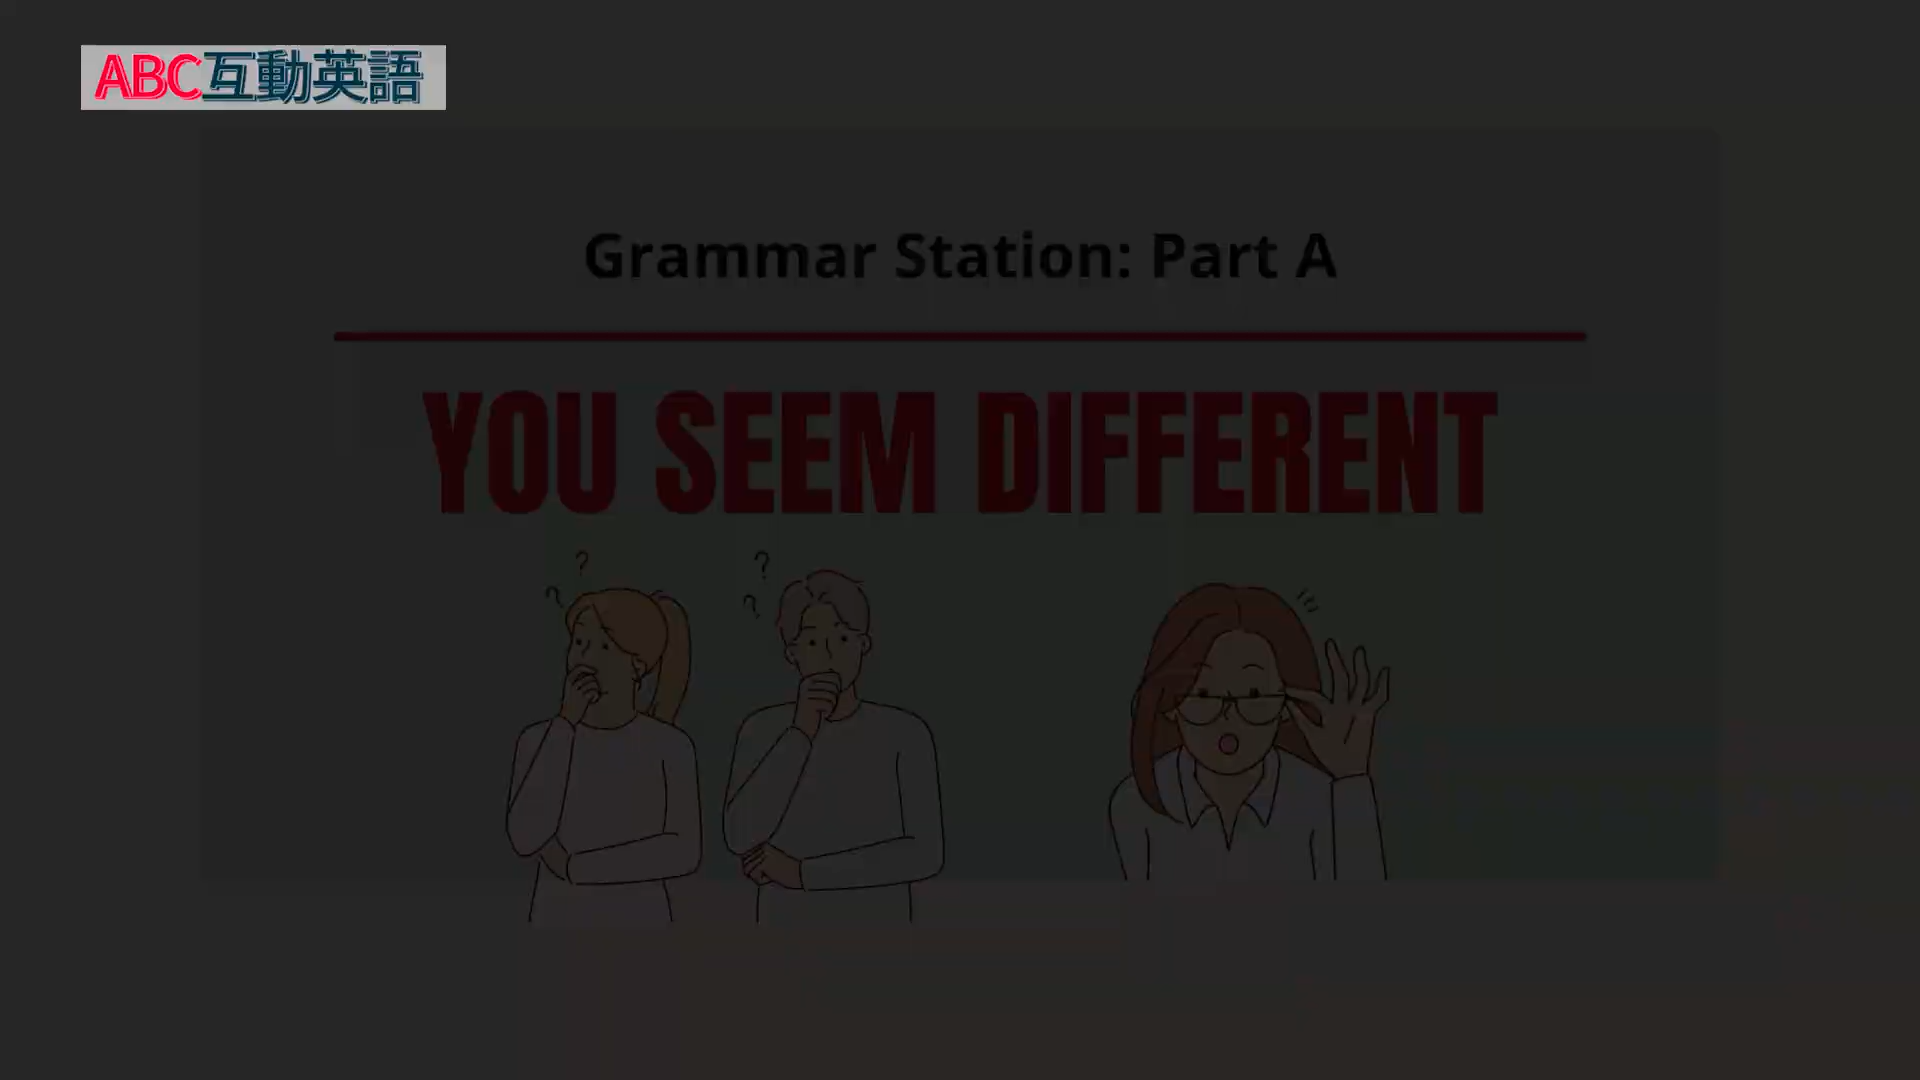 ABC互動英語
Grammar Station: Part A
YOU SEEM DIFFERENT
? ?
? ?